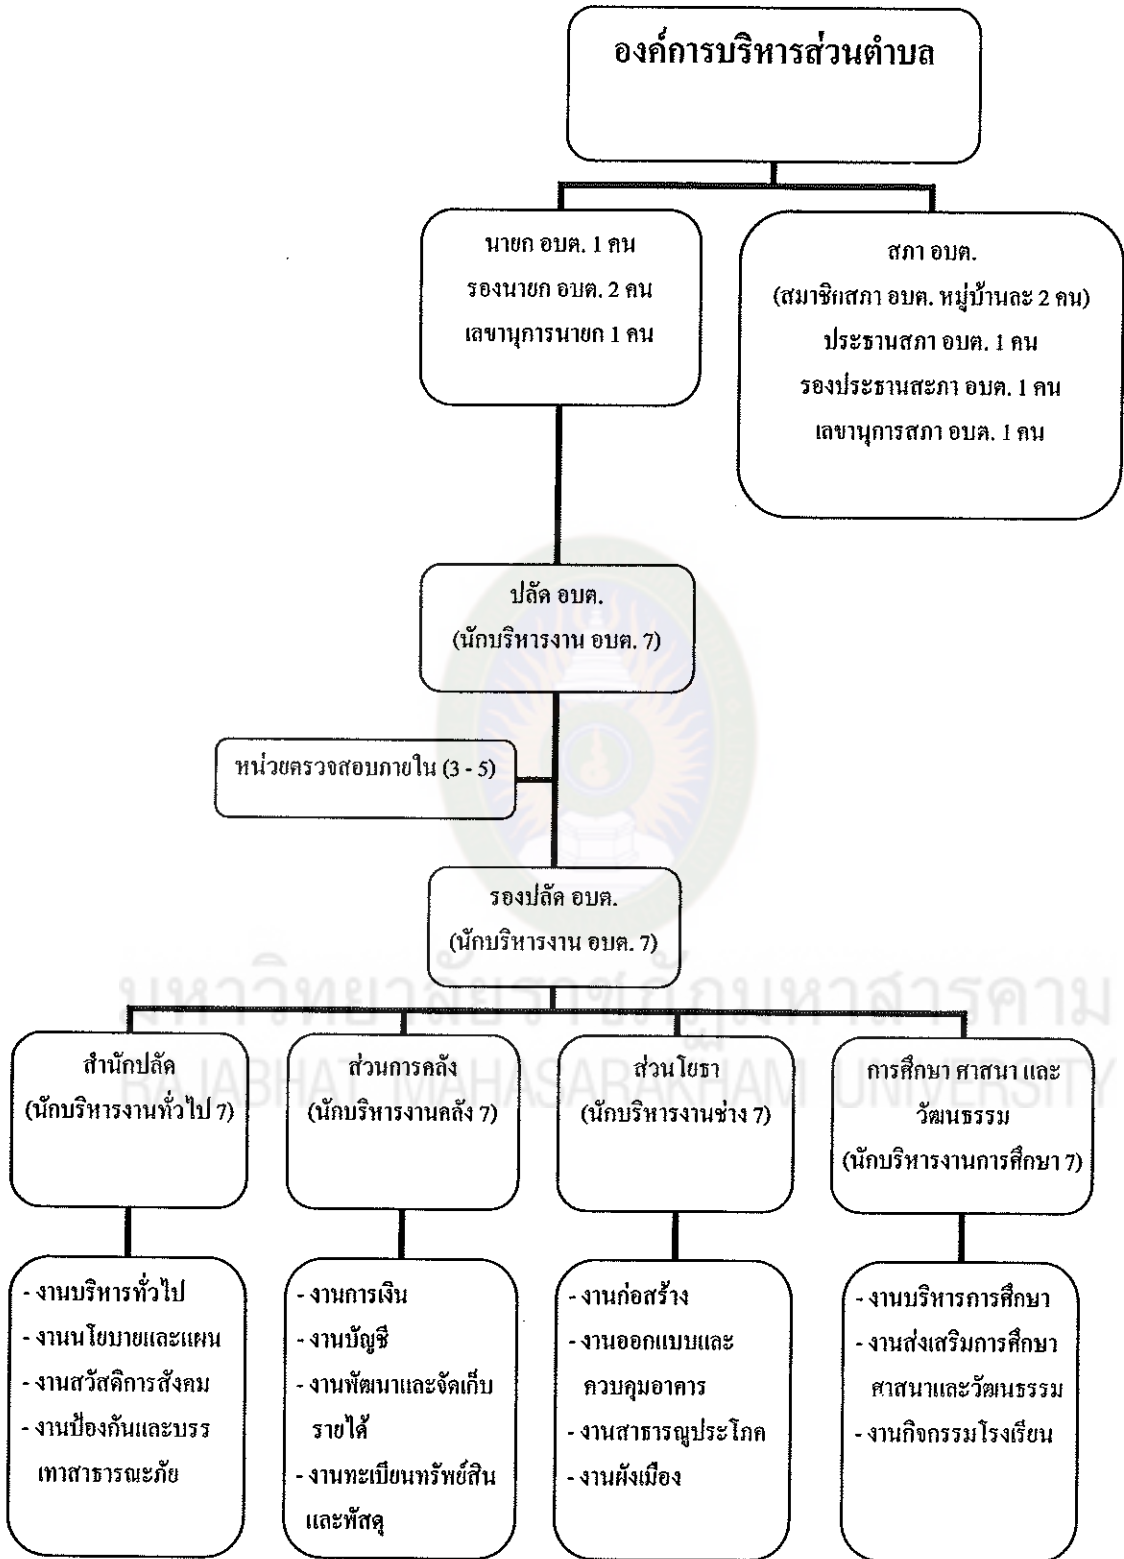 องค์การบริหารส่วนตำบล
นายก อบต. 1 คน
รองนายก อบต. 2 คน
เลขานุการนายก 1 คน
สภา อบต.
(สมาชิกสภา อบต. หมู่บ้านละ 2 คน)
ประธานสภา อบต. 1 คน
รองประธานสะภา อบต. 1 คน
เลขานุการสภา อบต. 1 คน
ปลัด อบต.
(นักบริหารงาน อบต. 7)
หน่วยตรวจสอบภายใน (3 - 5)
รองปลัด อบต.
(นักบริหารงาน อบต. 7)
มหาวิทยาลัยราชภัฏมหาสารคาม
RAJABHAT MAHASARAKHAM UNIVERSITY
สำนักปลัด
(นักบริหารงานทั่วไป 7)
ส่วนการคลัง
(นักบริหารงานคลัง 7)
ส่วนโยธา
(นักบริหารงานช่าง 7)
การศึกษา ศาสนา และ
วัฒนธรรม
(นักบริหารงานการศึกษา 7)
- งานบริหารทั่วไป
- งานนโยบายและแผน
- งานสวัสดิการสังคม
- งานป้องกันและบรร
เทาสาธารณะภัย
- งานการเงิน
- งานบัญชี
- งานพัฒนาและจัดเก็บ
รายได้
- งานทะเบียนทรัพย์สิน
และพัสดุ
- งานก่อสร้าง
- งานออกแบบและ
ควบคุมอาคาร
- งานสาธารณูประโภค
- งานผังเมือง
- งานบริหารการศึกษา
- งานส่งเสริมการศึกษา
ศาสนาและวัฒนธรรม
- งานกิจกรรมโรงเรียน